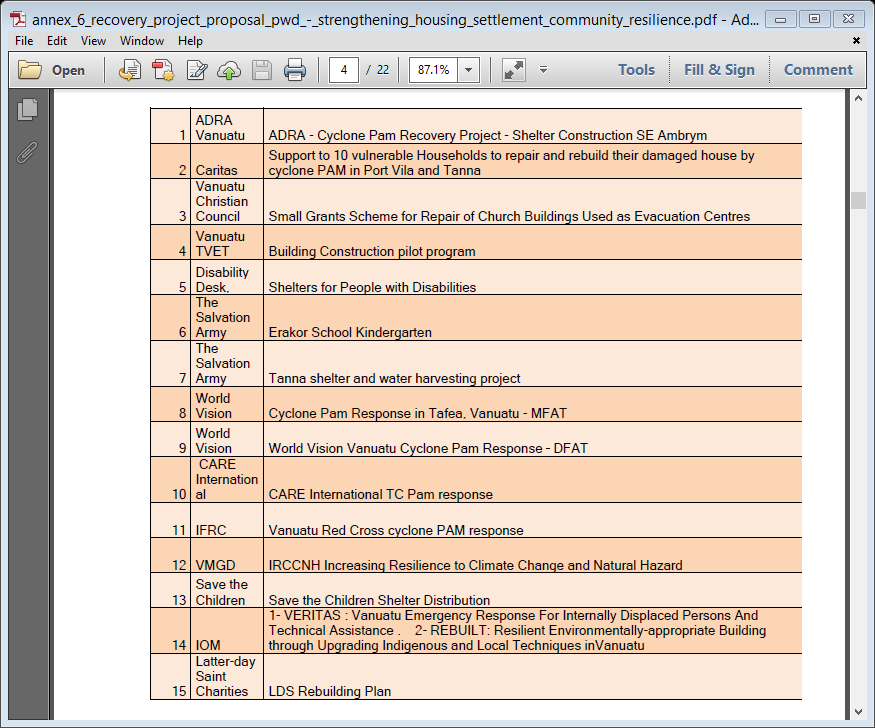 annex_6_recovery_project_proposal_pwd_-_strengthening_housing_settlement_community_resilience.pdf - Ad...
File Edit View Window Help
Open 4 / 22 87.1% Tools Fill & Sign Comment
ADRA
1 Vanuatu ADRA - Cyclone Pam Recovery Project - Shelter Construction SE Ambrym
Support to 10 vulnerable Households to repair and rebuild their damaged house by
2 Caritas cyclone PAM in Port Vila and Tanna
Vanuatu
Christian
3 Council Small Grants Scheme for Repair of Church Buildings Used as Evacuation Centres
Vanuatu
4 TVET Building Construction pilot program
Disability
5 Desk, Shelters for People with Disabilities
The
Salvation
6 Army Erakor School Kindergarten
The
Salvation
7 Army Tanna shelter and water harvesting project
World
8 Vision Cyclone Pam Response in Tafea, Vanuatu - MFAT
World
9 Vision World Vision Vanuatu Cyclone Pam Response - DFAT
CARE
Internation
10 al CARE International TC Pam response
11 IFRC Vanuatu Red Cross cyclone PAM response
12 VMGD IRCCNH Increasing Resilience to Climate Change and Natural Hazard
Save the
13 Children Save the Children Shelter Distribution
1- VERITAS : Vanuatu Emergency Response For Internally Displaced Persons And
Technical Assistance . 2- REBUILT: Resilient Environmentally-appropriate Building
14 IOM through Upgrading Indigenous and Local Techniques inVanuatu
Latter-day
Saint
15 Charities LDS Rebuilding Plan